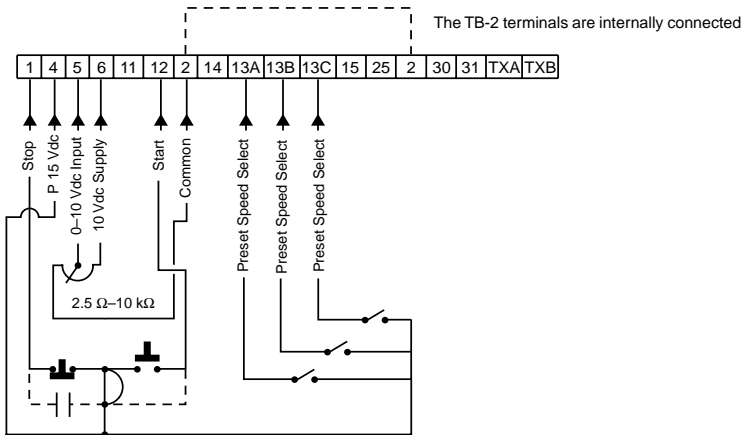 The TB-2 terminals are internally connected
1 4 5 6 11 12 2 14 13A 13B 13C 15 25 2 30 31 TXA TXB
Stop
P 15 Vdc
0–10 Vdc Input
10 Vdc Supply
Start
Common
Preset Speed Select
Preset Speed Select
Preset Speed Select
2.5 Ω–10 kΩ